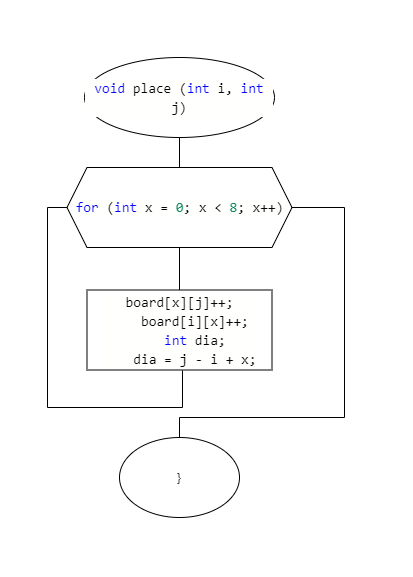 void place (int i, int
j)
for (int x = 0; x < 8; x++)
board[x][j]++;
board[i][x]++;
int dia;
dia = j - i + x;
}